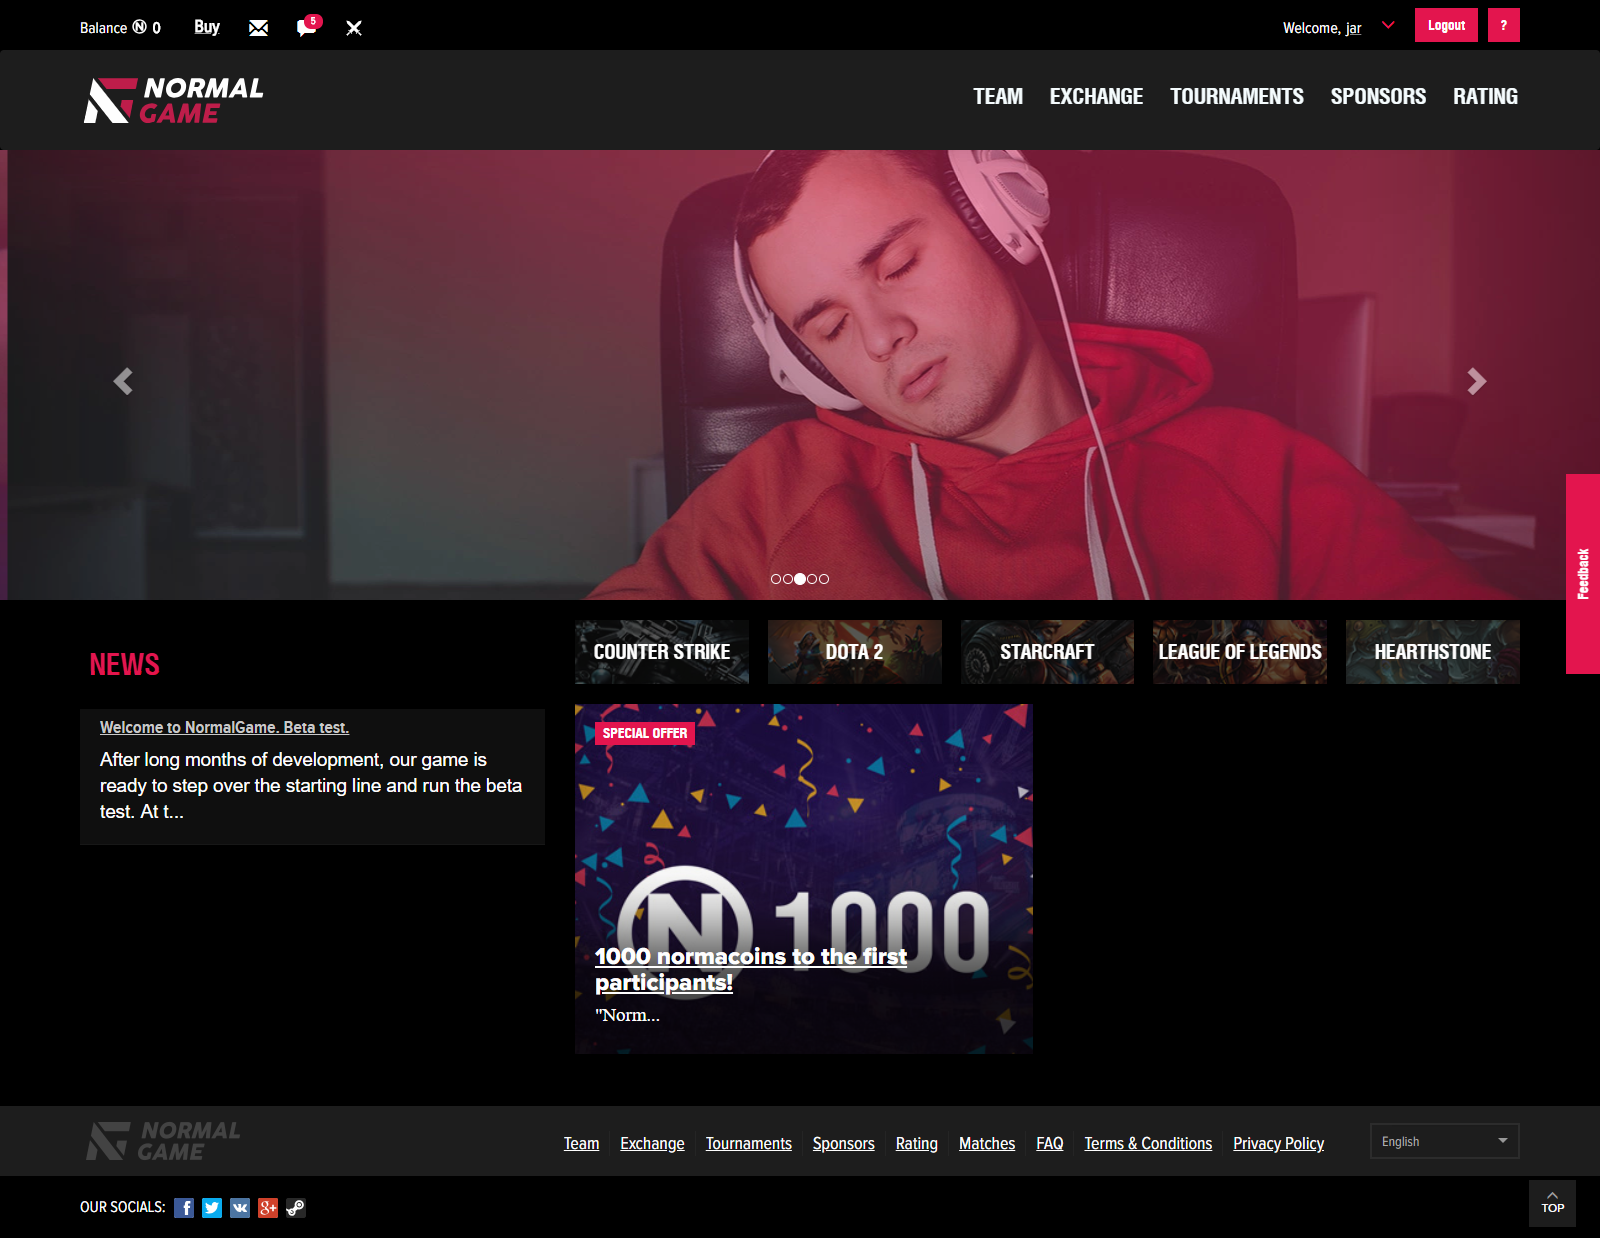 Balance N 0 Buy 5 Welcome, jar Logout ?
NORMAL
GAME
TEAM EXCHANGE TOURNAMENTS SPONSORS RATING
Feedback
NEWS
COUNTER STRIKE DOTA 2 STARCRAFT LEAGUE OF LEGENDS HEARTHSTONE
Welcome to NormalGame. Beta test.
After long months of development, our game is
ready to step over the starting line and run the beta
test. At t...
SPECIAL OFFER
N 1000
1000 normacoins to the first
participants!
"Norm...
NORMAL
GAME
Team Exchange Tournaments Sponsors Rating Matches FAQ Terms & Conditions Privacy Policy English
OUR SOCIALS: f g+
TOP